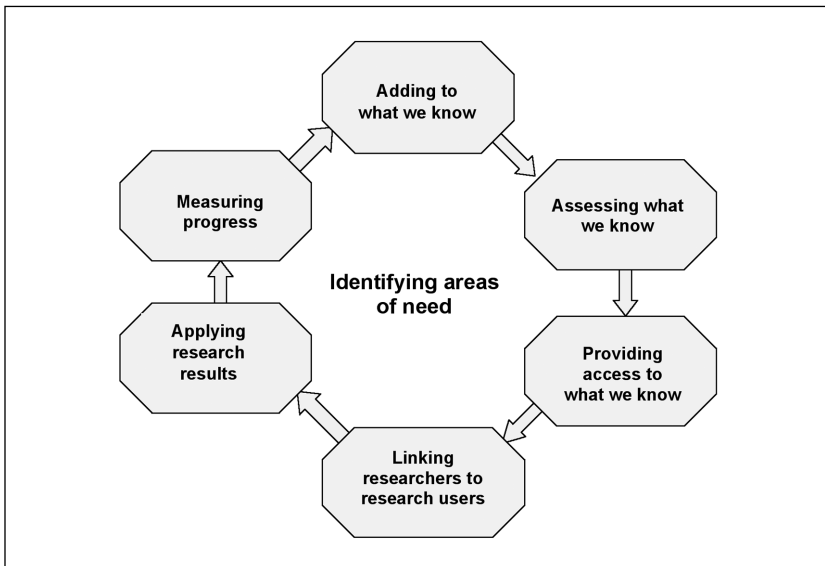 Adding to
what we know
Assessing what
we know
Providing
access to
what we know
Linking
researchers to
research users
Applying
research
results
Measuring
progress
Identifying areas
of need